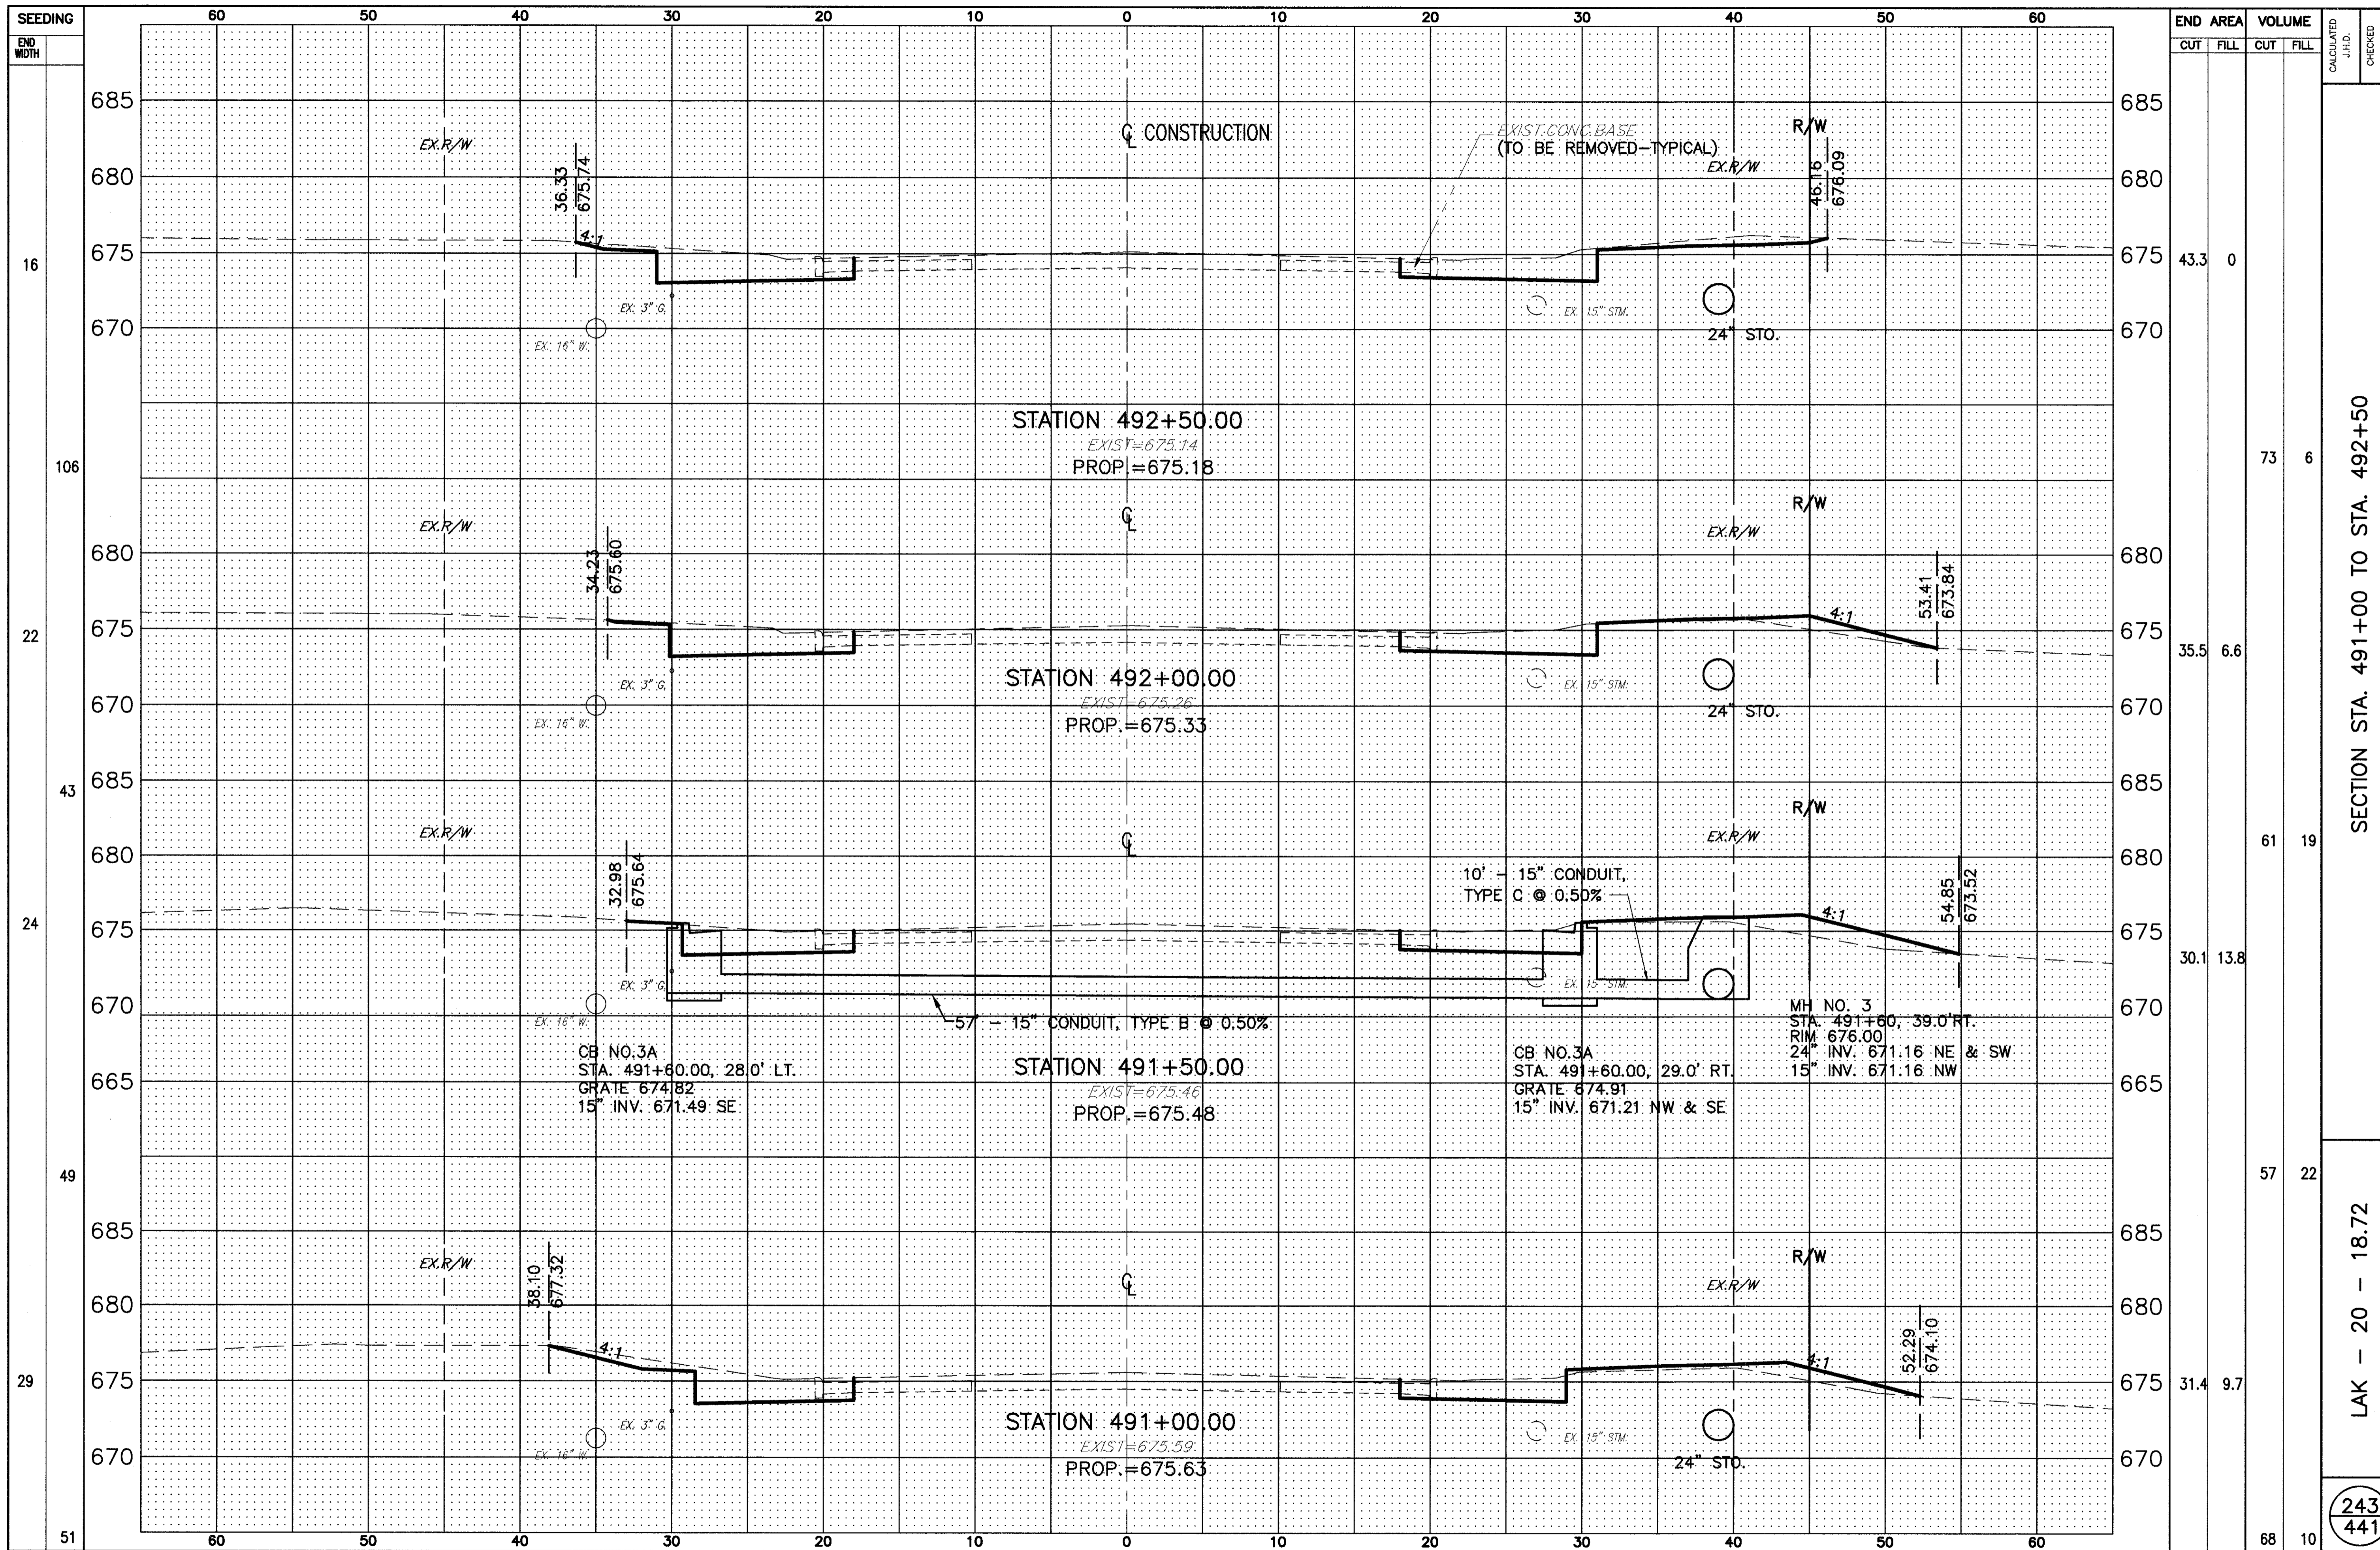 SEEDING
END WIDTH
60 50 40 30 20 10 0 10 20 30 40 50 60
END AREA VOLUME
CUT FILL CUT FILL
CALCULATED
J.H.D.
CHECKED
685 685
℄ CONSTRUCTION
EXIST.CONC.BASE
(TO BE REMOVED-TYPICAL)
R/W
EX.R/W
EX.R/W
36.33
675.74
46.16
676.09
680 680
4:1
675 675
16
43.3 0
EX. 3" G.
EX. 15" STM.
670 670
24" STO.
EX. 16" W.
STATION 492+50.00
EXIST=675.14
PROP.=675.18
106
73 6
R/W
℄
EX.R/W
EX.R/W
680 680
34.23
675.60
53.41
673.84
4:1
675 675
22
35.5 6.6
EX. 3" G.
STATION 492+00.00
EX. 15" STM.
EXIST=675.26
670 670
24" STO.
EX. 16" W.
PROP.=675.33
685 685
43
R/W
EX.R/W
℄
EX.R/W
61 19
680 680
32.98
675.64
10' - 15" CONDUIT,
TYPE C @ 0.50%
54.85
673.52
4:1
24
675 675
30.1 13.8
EX. 3" G.
EX. 15" STM.
670 670
EX. 16" W.
57' - 15" CONDUIT, TYPE B @ 0.50%
MH NO. 3
STA. 491+60, 39.0'RT.
RIM 676.00
24" INV. 671.16 NE & SW
15" INV. 671.16 NW
CB NO.3A
STA. 491+60.00, 28.0' LT.
GRATE 674.82
15" INV. 671.49 SE
STATION 491+50.00
EXIST=675.46
PROP.=675.48
CB NO.3A
STA. 491+60.00, 29.0' RT.
GRATE 674.91
15" INV. 671.21 NW & SE
665 665
49
57 22
685 685
R/W
EX.R/W
℄
EX.R/W
38.10
677.32
680 680
52.29
674.10
4:1
4:1
29
675 675
31.4 9.7
EX. 3" G.
STATION 491+00.00
EX. 15" STM.
EXIST=675.59
EX. 16" W.
670 670
24" STO.
PROP.=675.63
51
68 10
60 50 40 30 20 10 0 10 20 30 40 50 60
SECTION STA. 491+00 TO STA. 492+50
LAK - 20 - 18.72
243
441